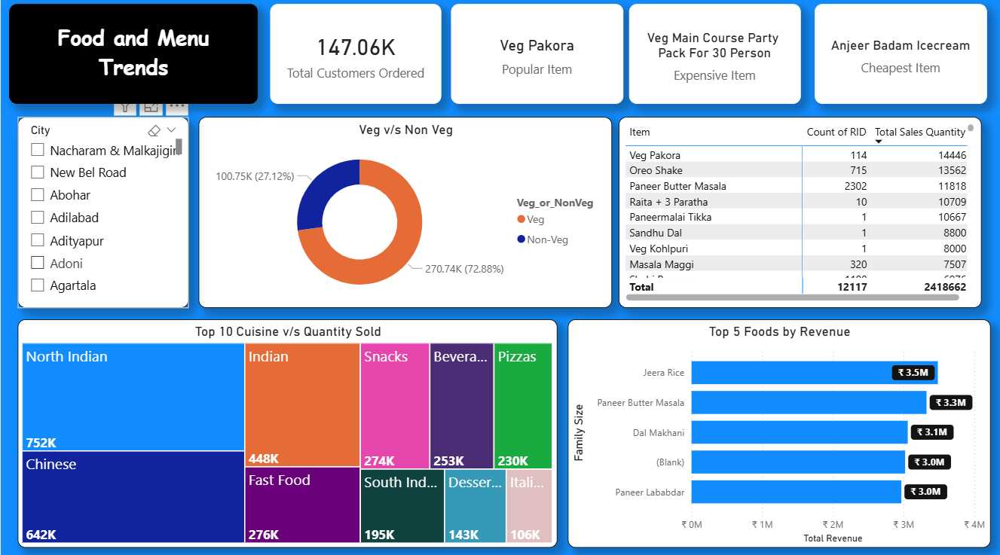 Food and Menu
Trends
147.06K
Total Customers Ordered
Veg Pakora
Popular Item
Veg Main Course Party
Pack For 30 Person
Expensive Item
Anjeer Badam Icecream
Cheapest Item
City
Nacharam & Malkajigiri
New Bel Road
Abohar
Adilabad
Adityapur
Adoni
Agartala
Veg v/s Non Veg
100.75K (27.12%)
270.74K (72.88%)
Veg_or_NonVeg
Veg
Non-Veg
Item Count of RID Total Sales Quantity
Veg Pakora 114 14446
Oreo Shake 715 13562
Paneer Butter Masala 2302 11818
Raita + 3 Paratha 10 10709
Paneermalai Tikka 1 10667
Sandhu Dal 1 8800
Veg Kohlpuri 1 8000
Masala Maggi 320 7507
Total 12117 2418662
Top 10 Cuisine v/s Quantity Sold
North Indian
752K
Chinese
642K
Indian
448K
Fast Food
276K
Snacks
274K
Bevera...
253K
Pizzas
230K
South Ind...
195K
Desser...
143K
Itali...
106K
Top 5 Foods by Revenue
Family Size
Jeera Rice ₹ 3.5M
Paneer Butter Masala ₹ 3.3M
Dal Makhani ₹ 3.1M
(Blank) ₹ 3.0M
Paneer Lababdar ₹ 3.0M
₹ 0M ₹ 1M ₹ 2M ₹ 3M ₹ 4M
Total Revenue